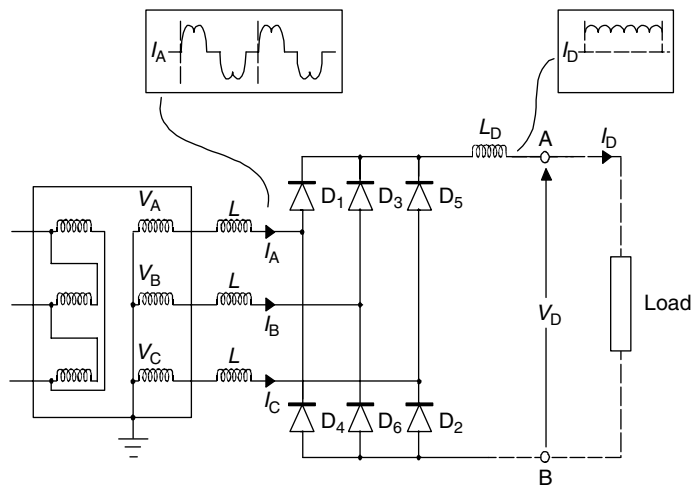 I_A
I_D
L_D
A
I_D
D_1
D_3
D_5
V_A
L
I_A
V_B
L
I_B
V_D
Load
V_C
L
I_C
D_4
D_6
D_2
B